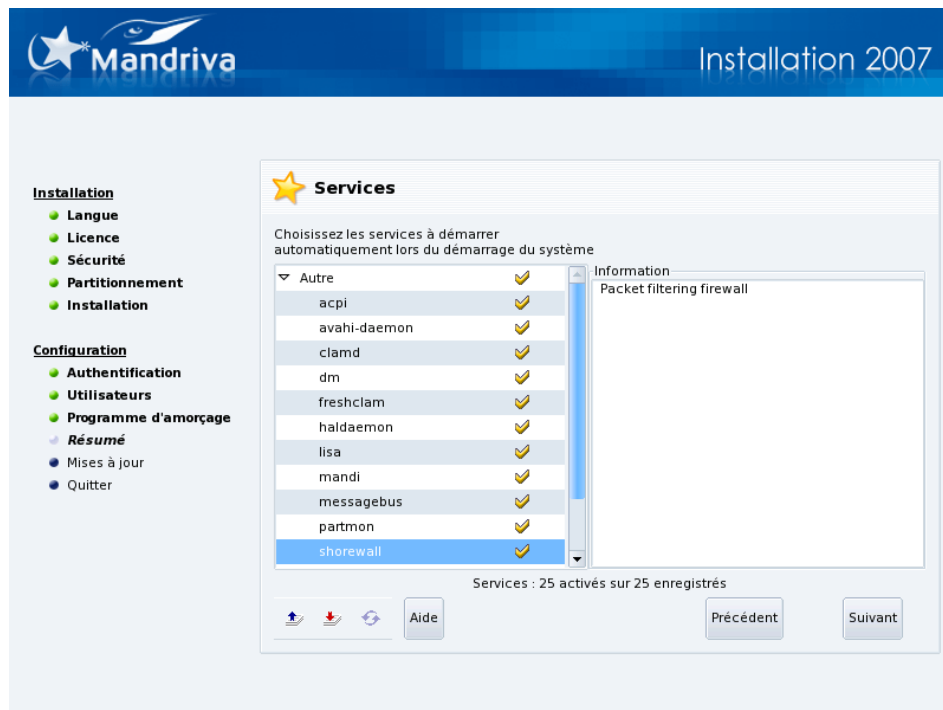 Mandriva
Installation 2007
Installation
Langue
Licence
Sécurité
Partitionnement
Installation
Configuration
Authentification
Utilisateurs
Programme d'amorçage
Résumé
Mises à jour
Quitter
Services
Choisissez les services à démarrer
automatiquement lors du démarrage du système
Autre
acpi
avahi-daemon
clamd
dm
freshclam
haldaemon
lisa
mandi
messagebus
partmon
shorewall
Information
Packet filtering firewall
Services : 25 activés sur 25 enregistrés
Aide
Précédent
Suivant